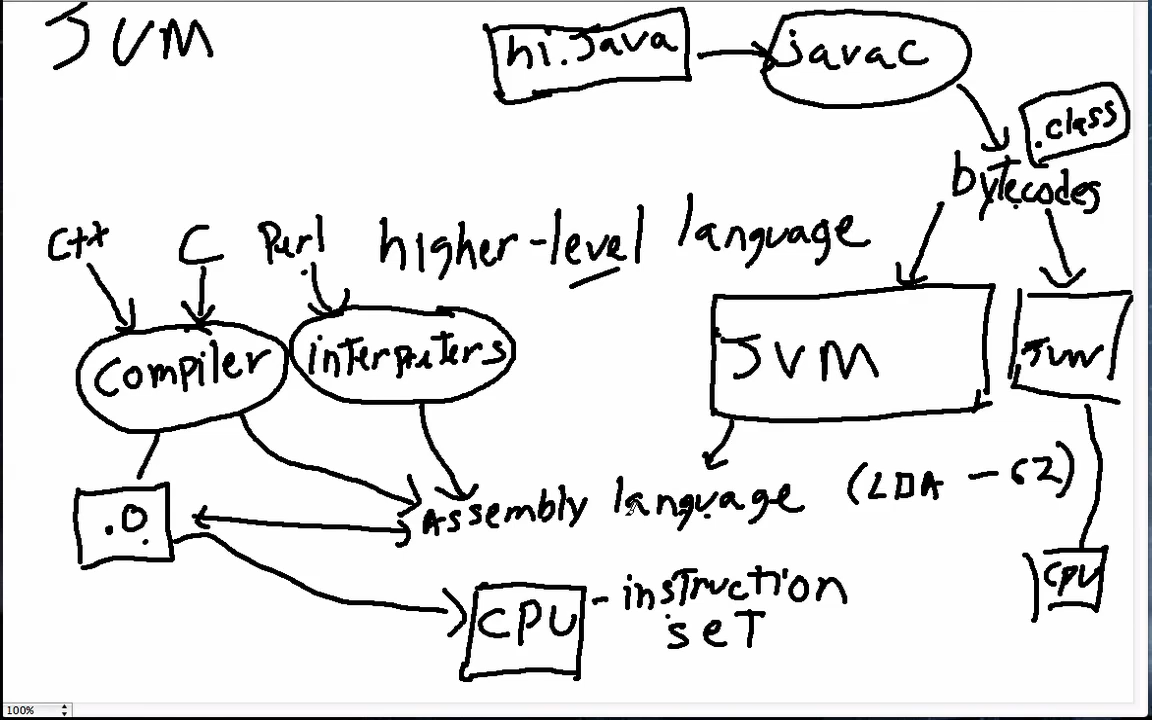 JVM
hi.Java
javac
.class
bytecodes
C++
C
Purl
higher-level language
compiler
interpreters
JVM
JVM
.O
Assembly language (LDA - 62)
CPU - instruction
set
CPU
100%